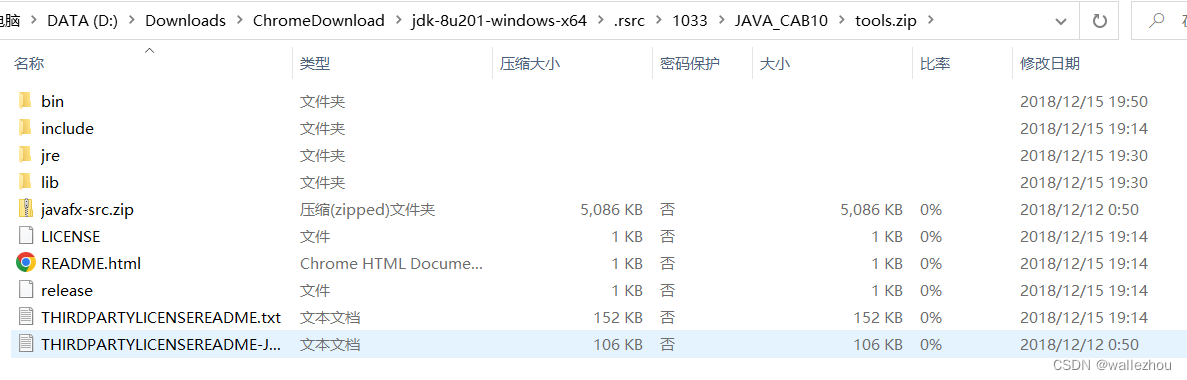 电脑 > DATA (D:) > Downloads > ChromeDownload > jdk-8u201-windows-x64 > .rsrc > 1033 > JAVA_CAB10 > tools.zip >
名称 类型 压缩大小 密码保护 大小 比率 修改日期
bin 文件夹 2018/12/15 19:50
include 文件夹 2018/12/15 19:14
jre 文件夹 2018/12/15 19:30
lib 文件夹 2018/12/15 19:30
javafx-src.zip 压缩(zipped)文件夹 5,086 KB 否 5,086 KB 0% 2018/12/12 0:50
LICENSE 文件 1 KB 否 1 KB 0% 2018/12/15 19:14
README.html Chrome HTML Docume... 1 KB 否 1 KB 0% 2018/12/15 19:14
release 文件 1 KB 否 1 KB 0% 2018/12/15 19:14
THIRDPARTYLICENSEREADME.txt 文本文档 152 KB 否 152 KB 0% 2018/12/15 19:14
THIRDPARTYLICENSEREADME-J... 文本文档 106 KB 否 106 KB 0% 2018/12/12 0:50
CSDN @wallezhou